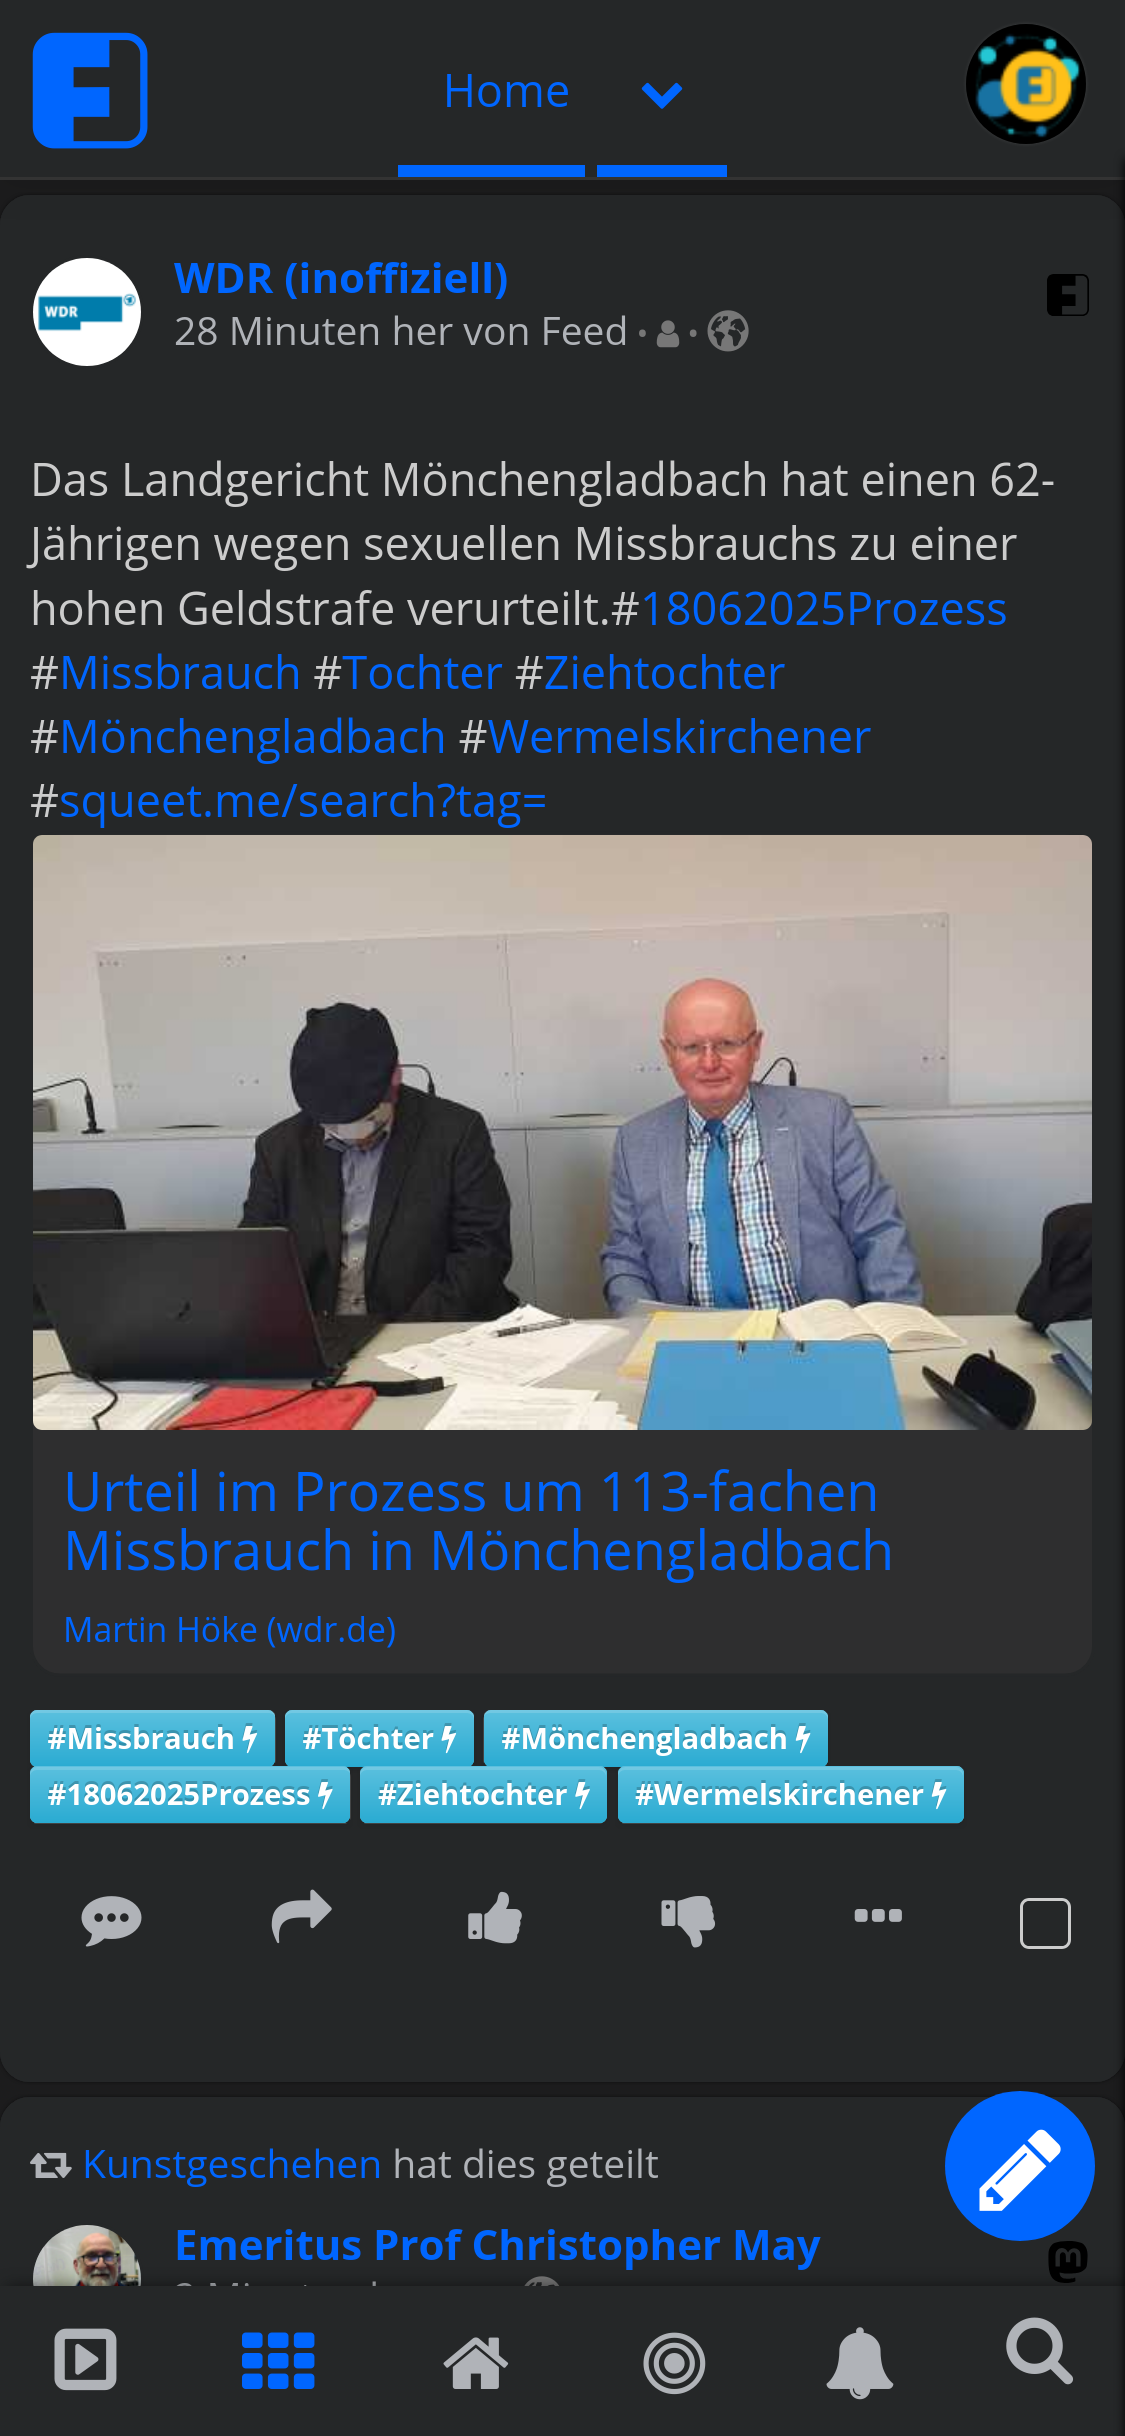 Home
WDR (inoffiziell)
WDR
28 Minuten her von Feed
Das Landgericht Mönchengladbach hat einen 62-
Jährigen wegen sexuellen Missbrauchs zu einer
hohen Geldstrafe verurteilt.#18062025Prozess
#Missbrauch #Tochter #Ziehtochter
#Mönchengladbach #Wermelskirchener
#squeet.me/search?tag=
Urteil im Prozess um 113-fachen
Missbrauch in Mönchengladbach
Martin Höke (wdr.de)
#Missbrauch #Töchter #Mönchengladbach
#18062025Prozess #Ziehtochter #Wermelskirchener
Kunstgeschehen hat dies geteilt
Emeritus Prof Christopher May